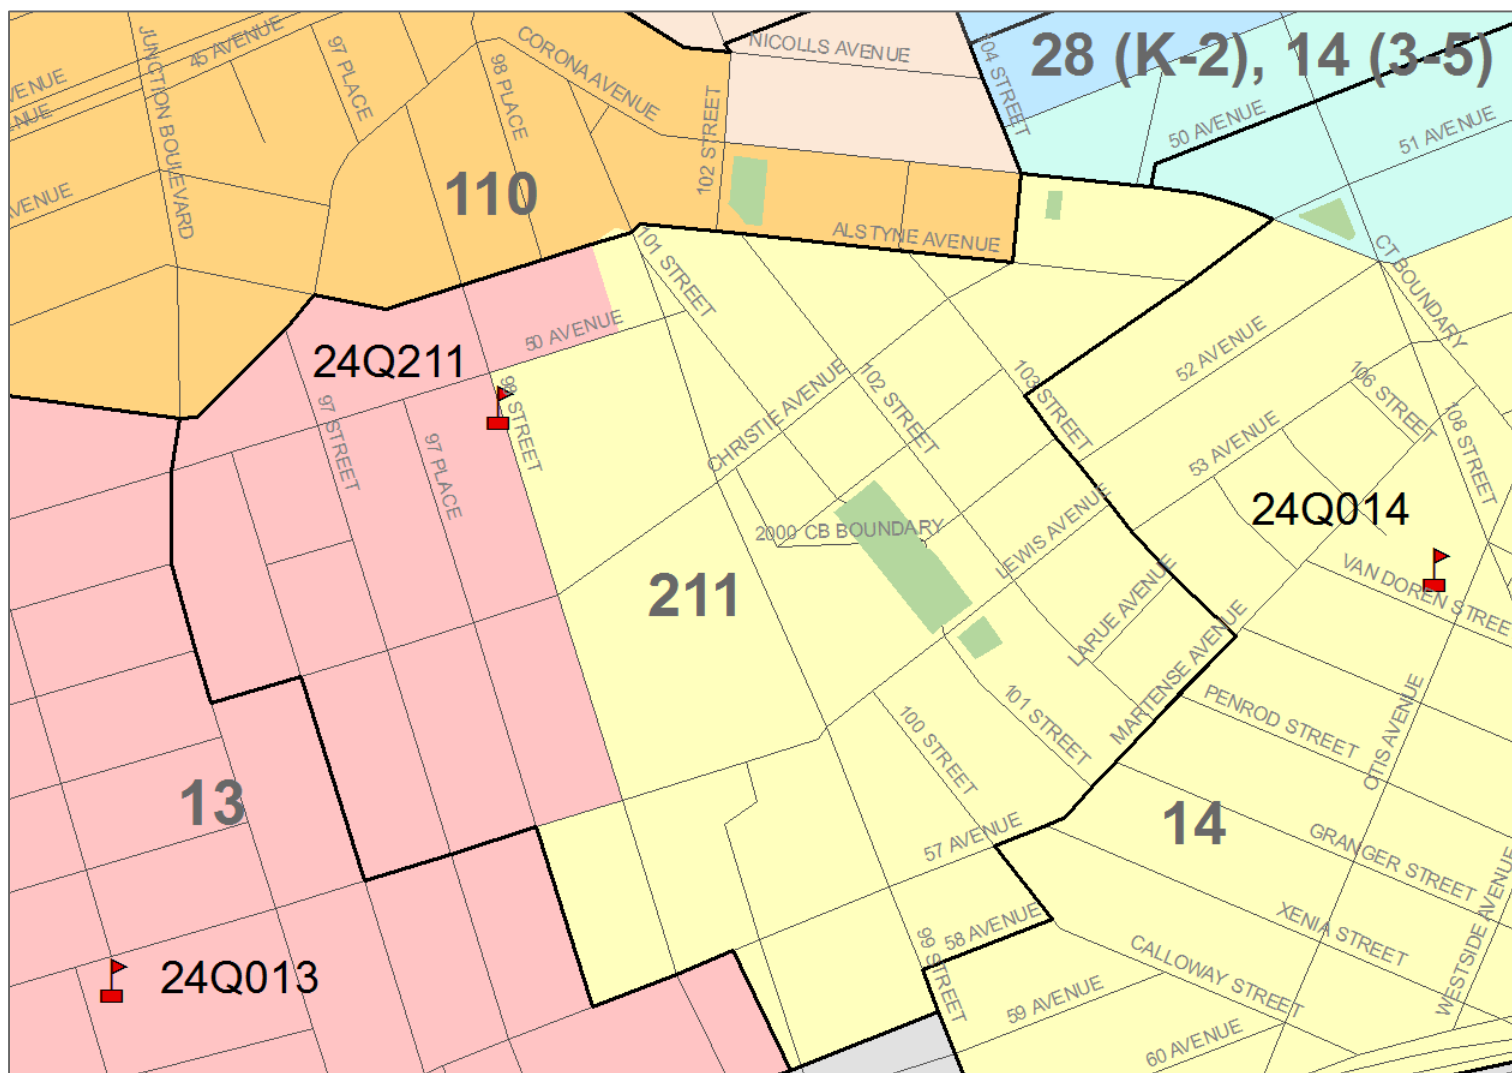 28 (K-2), 14 (3-5)
NICOLLS AVENUE
104 STREET
JUNCTION BOULEVARD
45 AVENUE
97 PLACE
98 PLACE
CORONA AVENUE
VENUE
NUE
VENUE
102 STREET
110
50 AVENUE
51 AVENUE
ALSTYNE AVENUE
101 STREET
CT BOUNDARY
50 AVENUE
24Q211
98 STREET
97 STREET
97 PLACE
CHRISTIE AVENUE
102 STREET
103 STREET
52 AVENUE
106 STREET
53 AVENUE
108 STREET
24Q014
2000 CB BOUNDARY
LEWIS AVENUE
VAN DOREN STREE
211
LARUE AVENUE
MARTENSE AVENUE
101 STREET
100 STREET
PENROD STREET
OTIS AVENUE
13
14
57 AVENUE
GRANGER STREET
58 AVENUE
XENIA STREET
WESTSIDE AVENUE
99 STREET
CALLOWAY STREET
24Q013
59 AVENUE
60 AVENUE